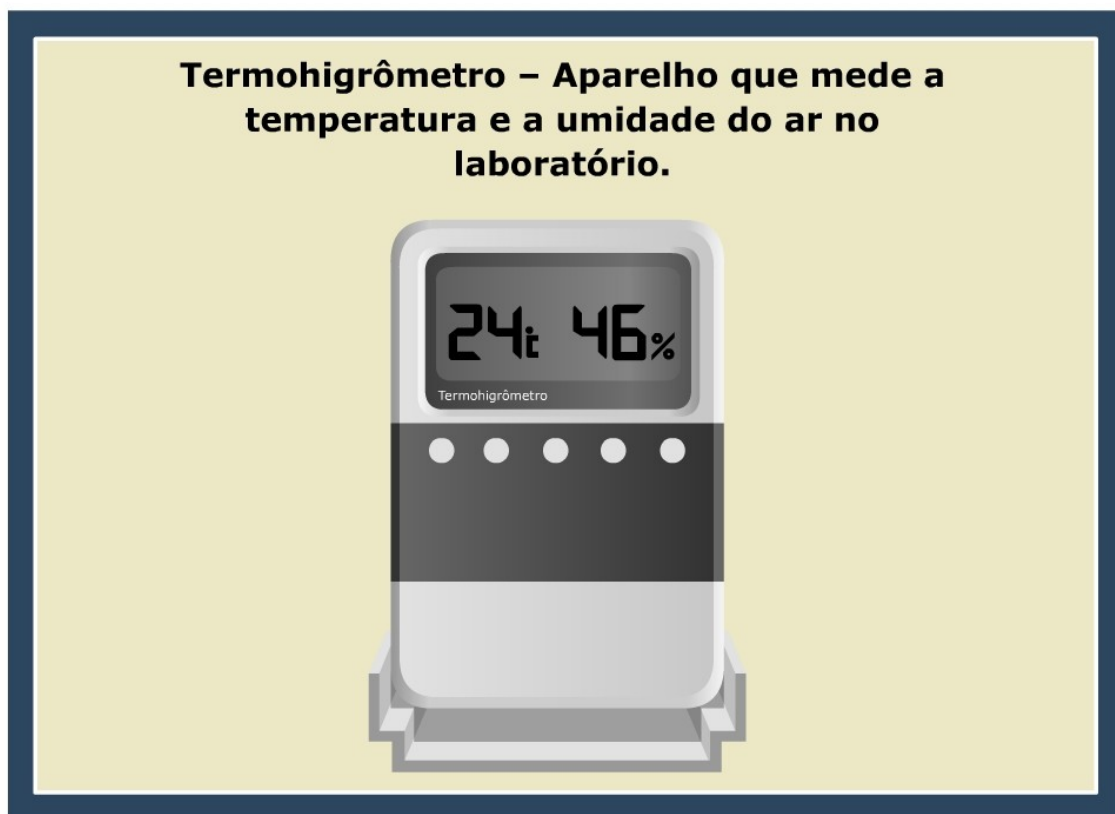 Termohigrômetro – Aparelho que mede a
temperatura e a umidade do ar no
laboratório.
24t 46%
Termohigrômetro